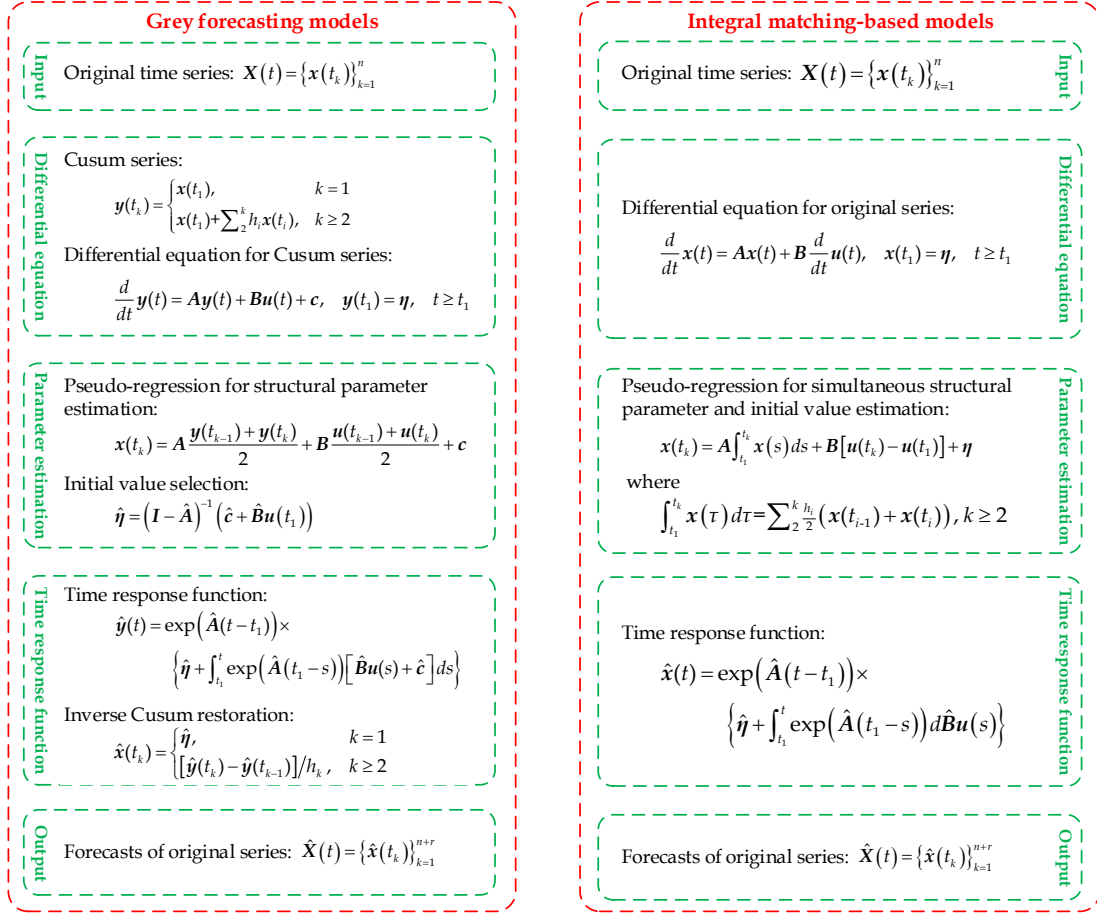 Grey forecasting models
Input
Original time series: X(t) = {x(t_k)}_{k=1}^{n}
Differential equation
Cusum series:
y(t_k) = { x(t_1), k = 1
x(t_1)+∑_2^k h_i x(t_i), k ≥ 2
Differential equation for Cusum series:
d/dt y(t) = Ay(t) + Bu(t) + c, y(t_1) = η, t ≥ t_1
Parameter estimation
Pseudo-regression for structural parameter
estimation:
x(t_k) = A (y(t_{k-1}) + y(t_k))/2 + B (u(t_{k-1}) + u(t_k))/2 + c
Initial value selection:
η̂ = (I − Â)^{-1} (ĉ + B̂u(t_1))
Time response function
Time response function:
ŷ(t) = exp(Â(t − t_1)) ×
{η̂ + ∫_{t_1}^{t} exp(Â(t_1 − s)) [B̂u(s) + ĉ] ds}
Inverse Cusum restoration:
x̂(t_k) = { η̂, k = 1
[ŷ(t_k) − ŷ(t_{k-1})]/h_k, k ≥ 2
Output
Forecasts of original series: X̂(t) = {x̂(t_k)}_{k=1}^{n+r}
Integral matching-based models
Original time series: X(t) = {x(t_k)}_{k=1}^{n}
Input
Differential equation for original series:
d/dt x(t) = Ax(t) + B d/dt u(t), x(t_1) = η, t ≥ t_1
Differential equation
Pseudo-regression for simultaneous structural
parameter and initial value estimation:
x(t_k) = A∫_{t_1}^{t_k} x(s) ds + B[u(t_k) − u(t_1)] + η
where
∫_{t_1}^{t_k} x(τ) dτ=∑_2^k h_i/2 (x(t_{i-1}) + x(t_i)), k ≥ 2
Parameter estimation
Time response function:
x̂(t) = exp(Â(t − t_1)) ×
{η̂ + ∫_{t_1}^{t} exp(Â(t_1 − s)) dB̂u(s)}
Time response function
Forecasts of original series: X̂(t) = {x̂(t_k)}_{k=1}^{n+r}
Output